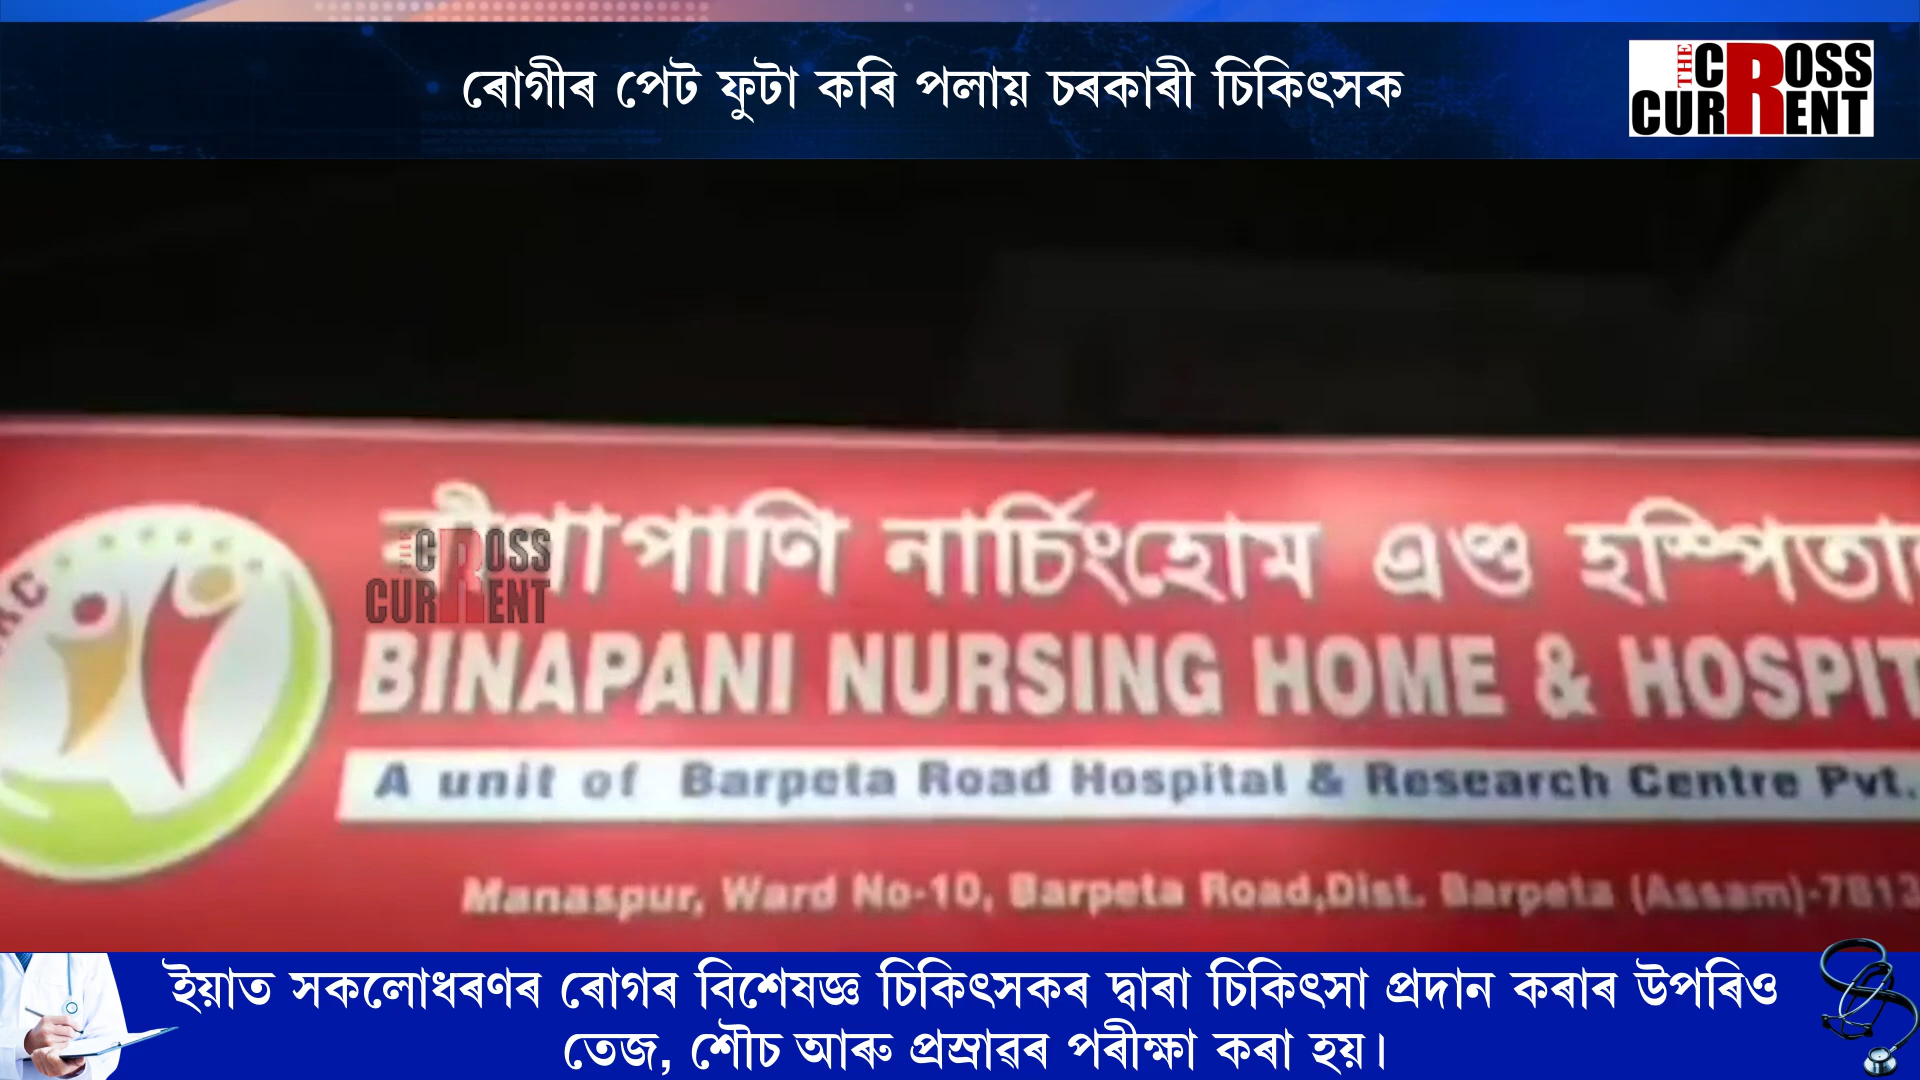 ৰোগীৰ পেট ফুটা কৰি পলায় চৰকাৰী চিকিৎসক
THE CROSS
CURRENT
বীণাপাণি নাৰ্চিংহোম এণ্ড হস্পিতাল
THE CROSS
CURRENT
BINAPANI NURSING HOME & HOSPIT
A unit of Barpeta Road Hospital & Research Centre Pvt.
Manaspur, Ward No-10, Barpeta Road,Dist. Barpeta (Assam)-7813
ইয়াত সকলোধৰণৰ ৰোগৰ বিশেষজ্ঞ চিকিৎসকৰ দ্বাৰা চিকিৎসা প্ৰদান কৰাৰ উপৰিও
তেজ, শৌচ আৰু প্ৰস্ৰাৱৰ পৰীক্ষা কৰা হয়।